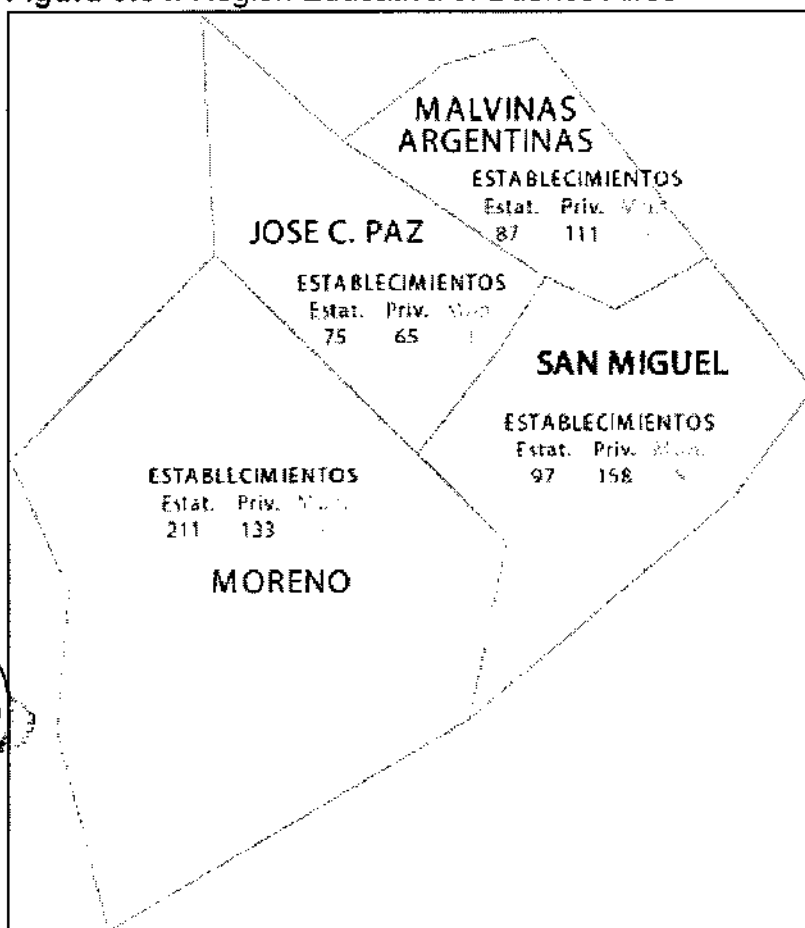 MALVINAS
ARGENTINAS
ESTABLECIMIENTOS
Estat. Priv.
87 111
JOSE C. PAZ
ESTABLECIMIENTOS
Estat. Priv.
75 65
SAN MIGUEL
ESTABLECIMIENTOS
Estat. Priv.
97 158
ESTABLECIMIENTOS
Estat. Priv.
211 133
MORENO